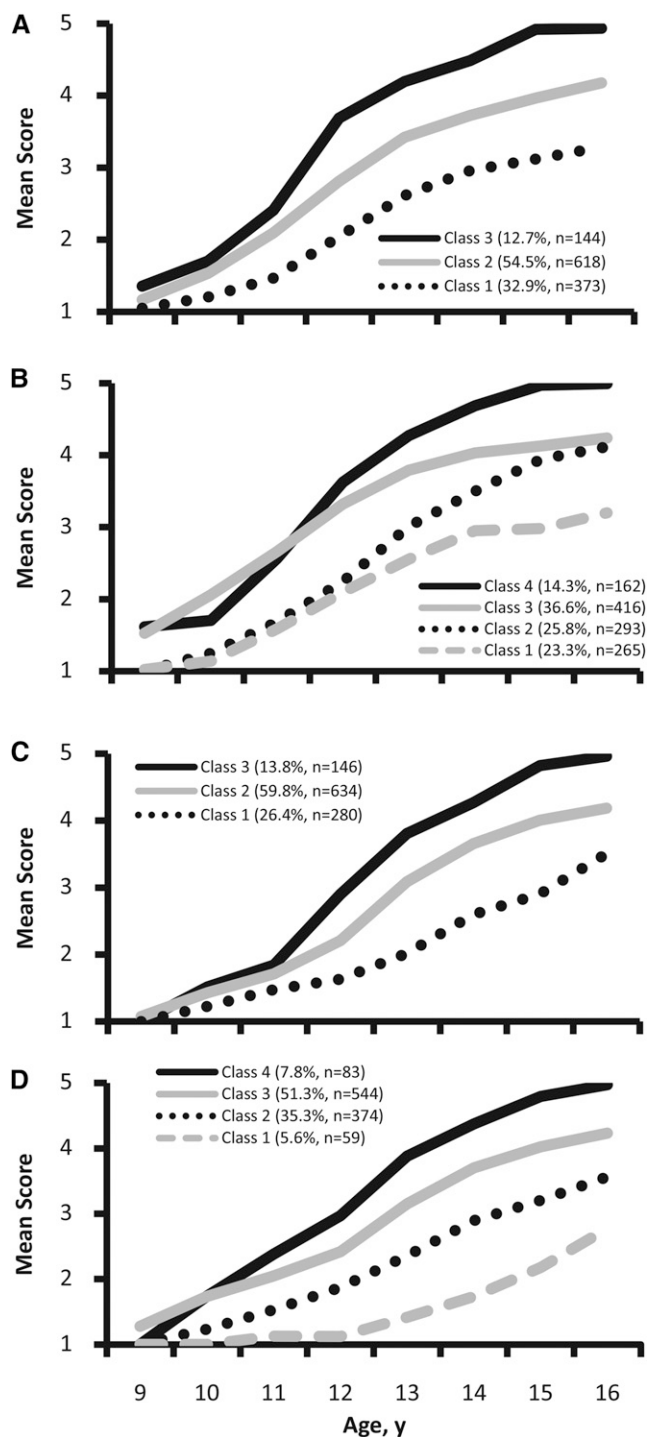 A
5
4
3
2
1
Mean Score
Class 3 (12.7%, n=144)
Class 2 (54.5%, n=618)
Class 1 (32.9%, n=373)
B
5
4
3
2
1
Mean Score
Class 4 (14.3%, n=162)
Class 3 (36.6%, n=416)
Class 2 (25.8%, n=293)
Class 1 (23.3%, n=265)
C
5
4
3
2
1
Mean Score
Class 3 (13.8%, n=146)
Class 2 (59.8%, n=634)
Class 1 (26.4%, n=280)
D
5
4
3
2
1
Mean Score
Class 4 (7.8%, n=83)
Class 3 (51.3%, n=544)
Class 2 (35.3%, n=374)
Class 1 (5.6%, n=59)
9 10 11 12 13 14 15 16
Age, y